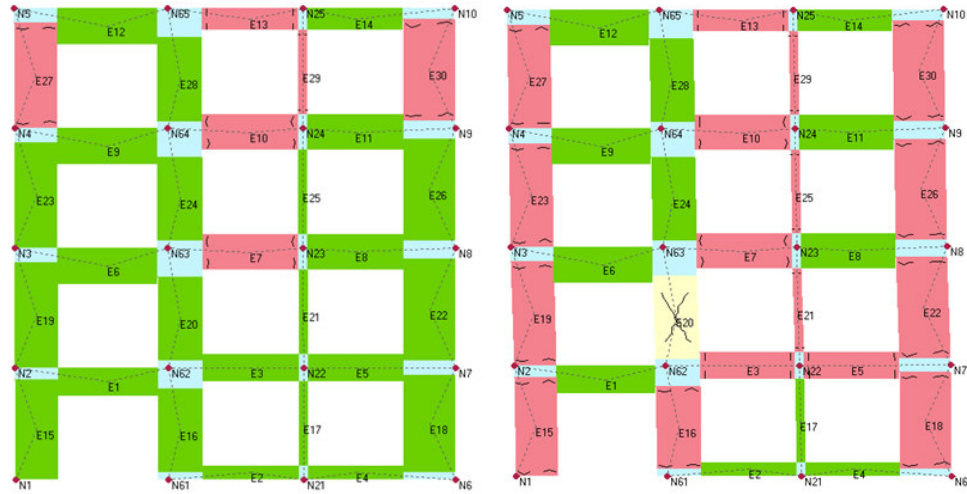 N5 N65 N25 N10
E12 E13 E14
E27 E28 E29 E30
N4 N64 N24 N9
E9 E10 E11
E23 E24 E25 E26
N3 N63 N23 N8
E6 E7 E8
E19 E20 E21 E22
N2 N62 N22 N7
E1 E3 E5
E15 E16 E17 E18
E2 E4
N1 N61 N21 N6
N5 N65 N25 N10
E12 E13 E14
E27 E28 E29 E30
N4 N64 N24 N9
E9 E10 E11
E23 E24 E25 E26
N3 N63 N23 N8
E6 E7 E8
E19 E20 E21 E22
N2 N62 N22 N7
E1 E3 E5
E15 E16 E17 E18
E2 E4
N1 N61 N21 N6